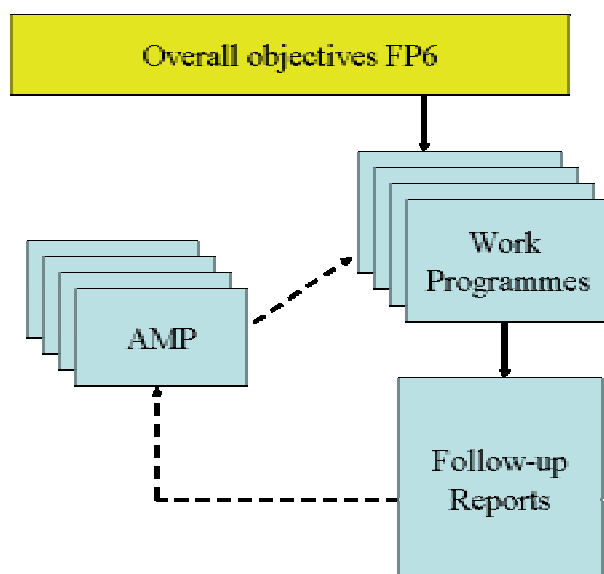 Overall objectives FP6
Work
Programmes
AMP
Follow-up
Reports